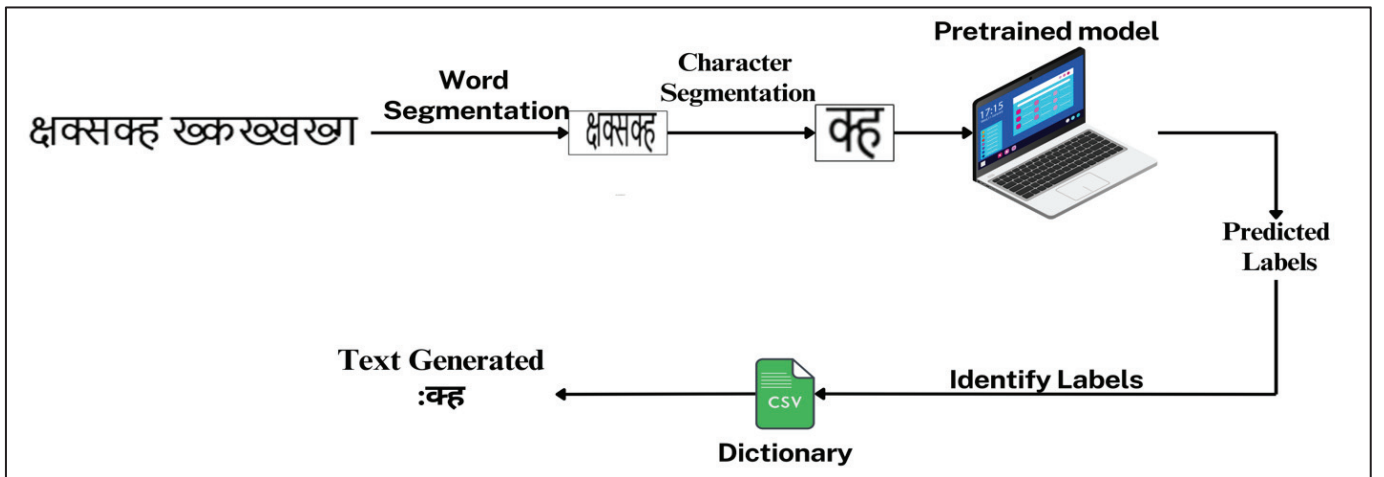 Pretrained model
Character
Segmentation
Word
Segmentation
क्षक्सक्ह ख्कख्खख्ग
क्षक्सक्ह
क्ह
17:15
Predicted
Labels
Identify Labels
CSV
Dictionary
Text Generated
:क्ह